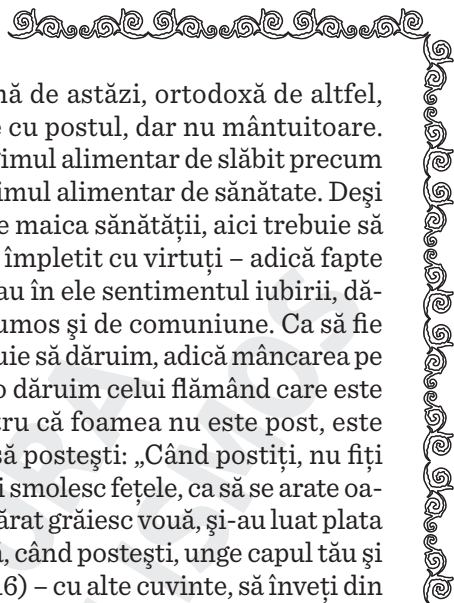 nă de astăzi, ortodoxă de altfel,
e cu postul, dar nu mântuitoare.
gimul alimentar de slăbit precum
imul alimentar de sănătate. Deşi
e maica sănătăţii, aici trebuie să
împletit cu virtuţi – adică fapte
au în ele sentimentul iubirii, dă-
umos şi de comuniune. Ca să fie
uie să dăruim, adică mâncarea pe
o dăruim celui flămând care este
tru că foamea nu este post, este
să posteşti: „Când postiţi, nu fiţi
i smolesc feţele, ca să se arate oa-
ărat grăiesc vouă, şi-au luat plata
ă, când posteşti, unge capul tău şi
16) – cu alte cuvinte, să înveţi din